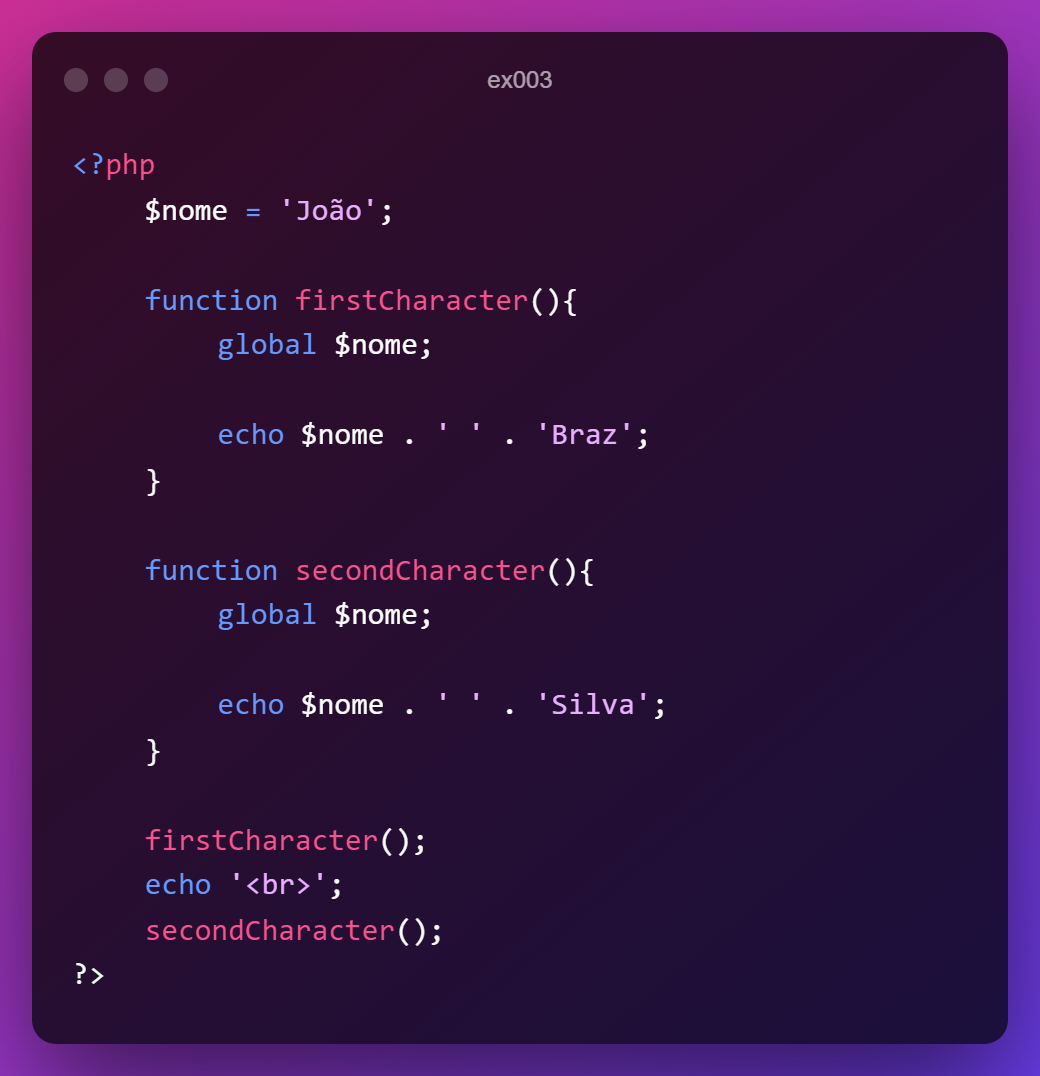 ex003
<?php
    $nome = 'João';

    function firstCharacter(){
        global $nome;

        echo $nome . ' ' . 'Braz';
    }

    function secondCharacter(){
        global $nome;

        echo $nome . ' ' . 'Silva';
    }

    firstCharacter();
    echo '<br>';
    secondCharacter();
?>